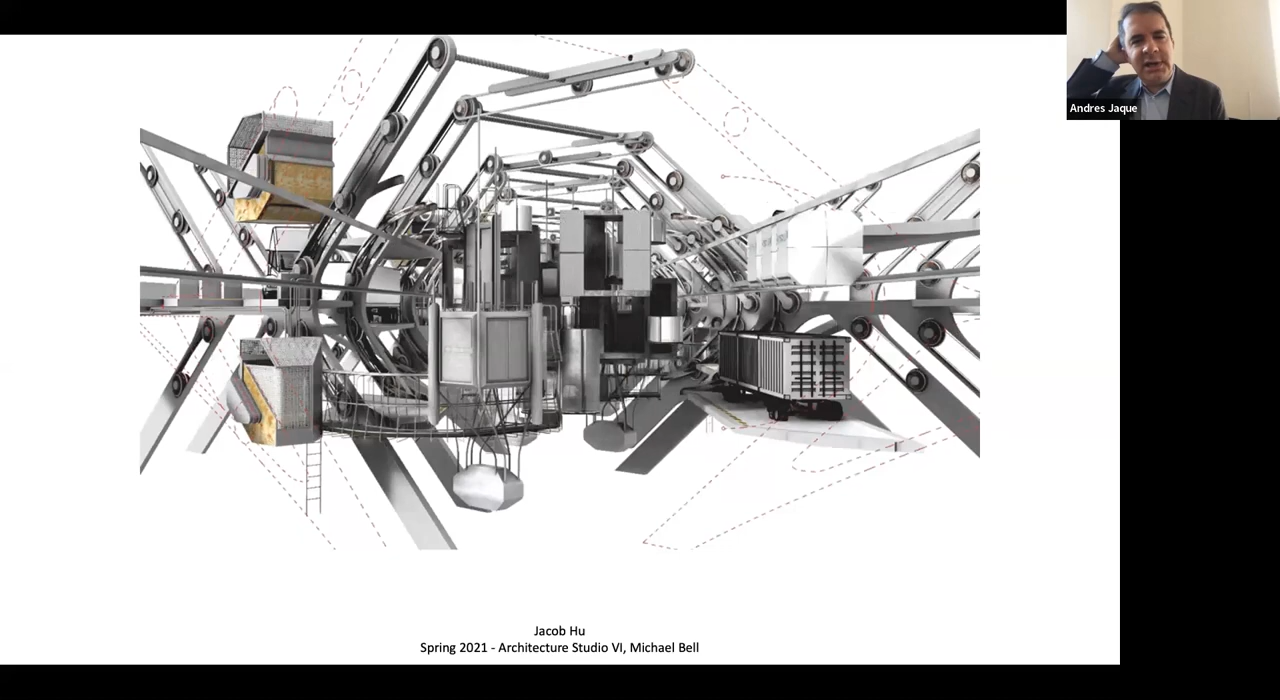 Andres Jaque
Jacob Hu
Spring 2021 - Architecture Studio VI, Michael Bell